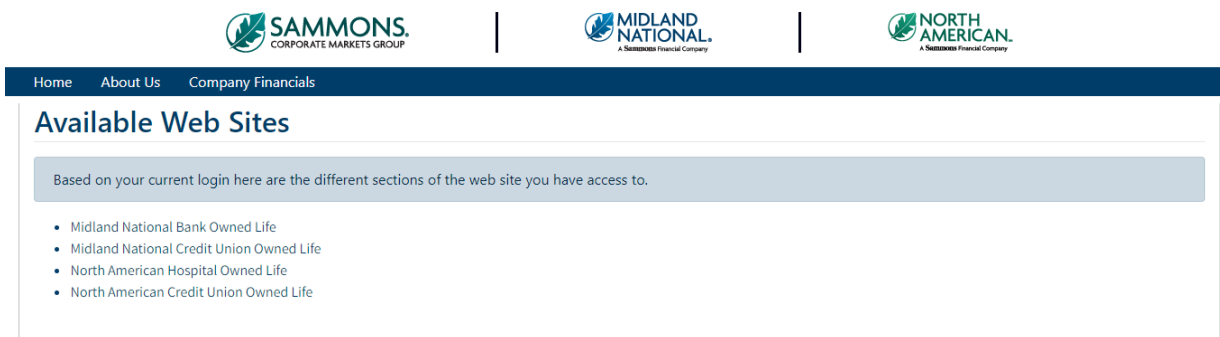 SAMMONS.
CORPORATE MARKETS GROUP
MIDLAND
NATIONAL.
A Sammons Financial Company
NORTH
AMERICAN.
A Sammons Financial Company
Home About Us Company Financials
Available Web Sites
Based on your current login here are the different sections of the web site you have access to.
• Midland National Bank Owned Life
• Midland National Credit Union Owned Life
• North American Hospital Owned Life
• North American Credit Union Owned Life